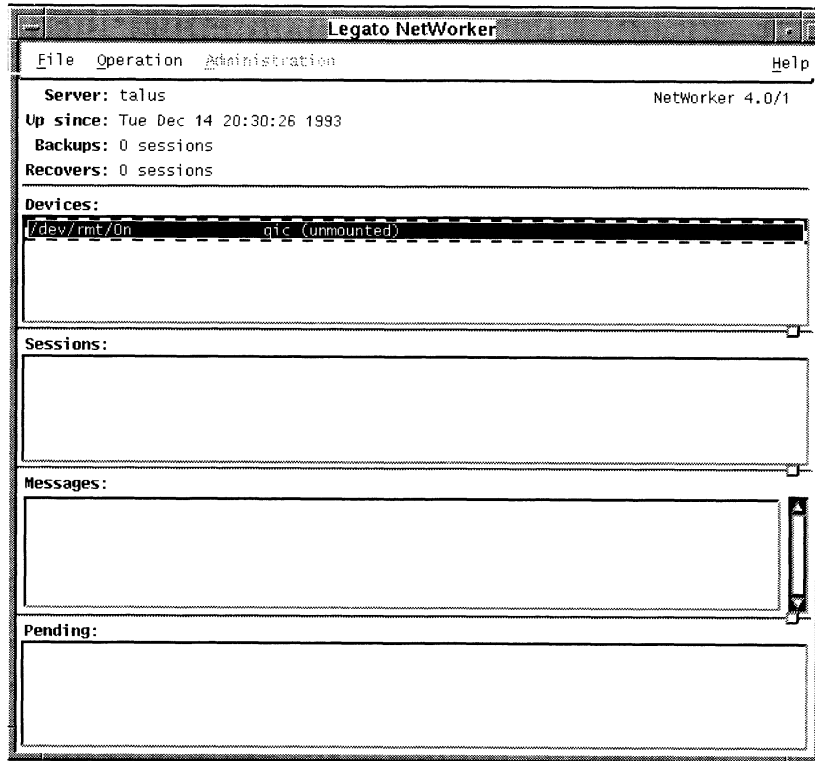 Legato NetWorker
File Operation Administration Help
Server: talus NetWorker 4.0/1
Up since: Tue Dec 14 20:30:26 1993
Backups: 0 sessions
Recovers: 0 sessions
Devices:
/dev/rmt/0n qic (unmounted)
Sessions:
Messages:
Pending: